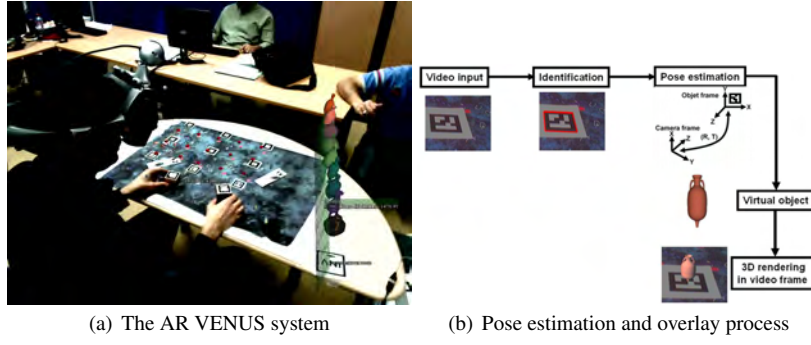 Video input
Identification
Pose estimation
Objet frame
Y
X
Z
(R, T)
Camera frame
X
Z
Y
Virtual object
3D rendering
in video frame
(a) The AR VENUS system
(b) Pose estimation and overlay process